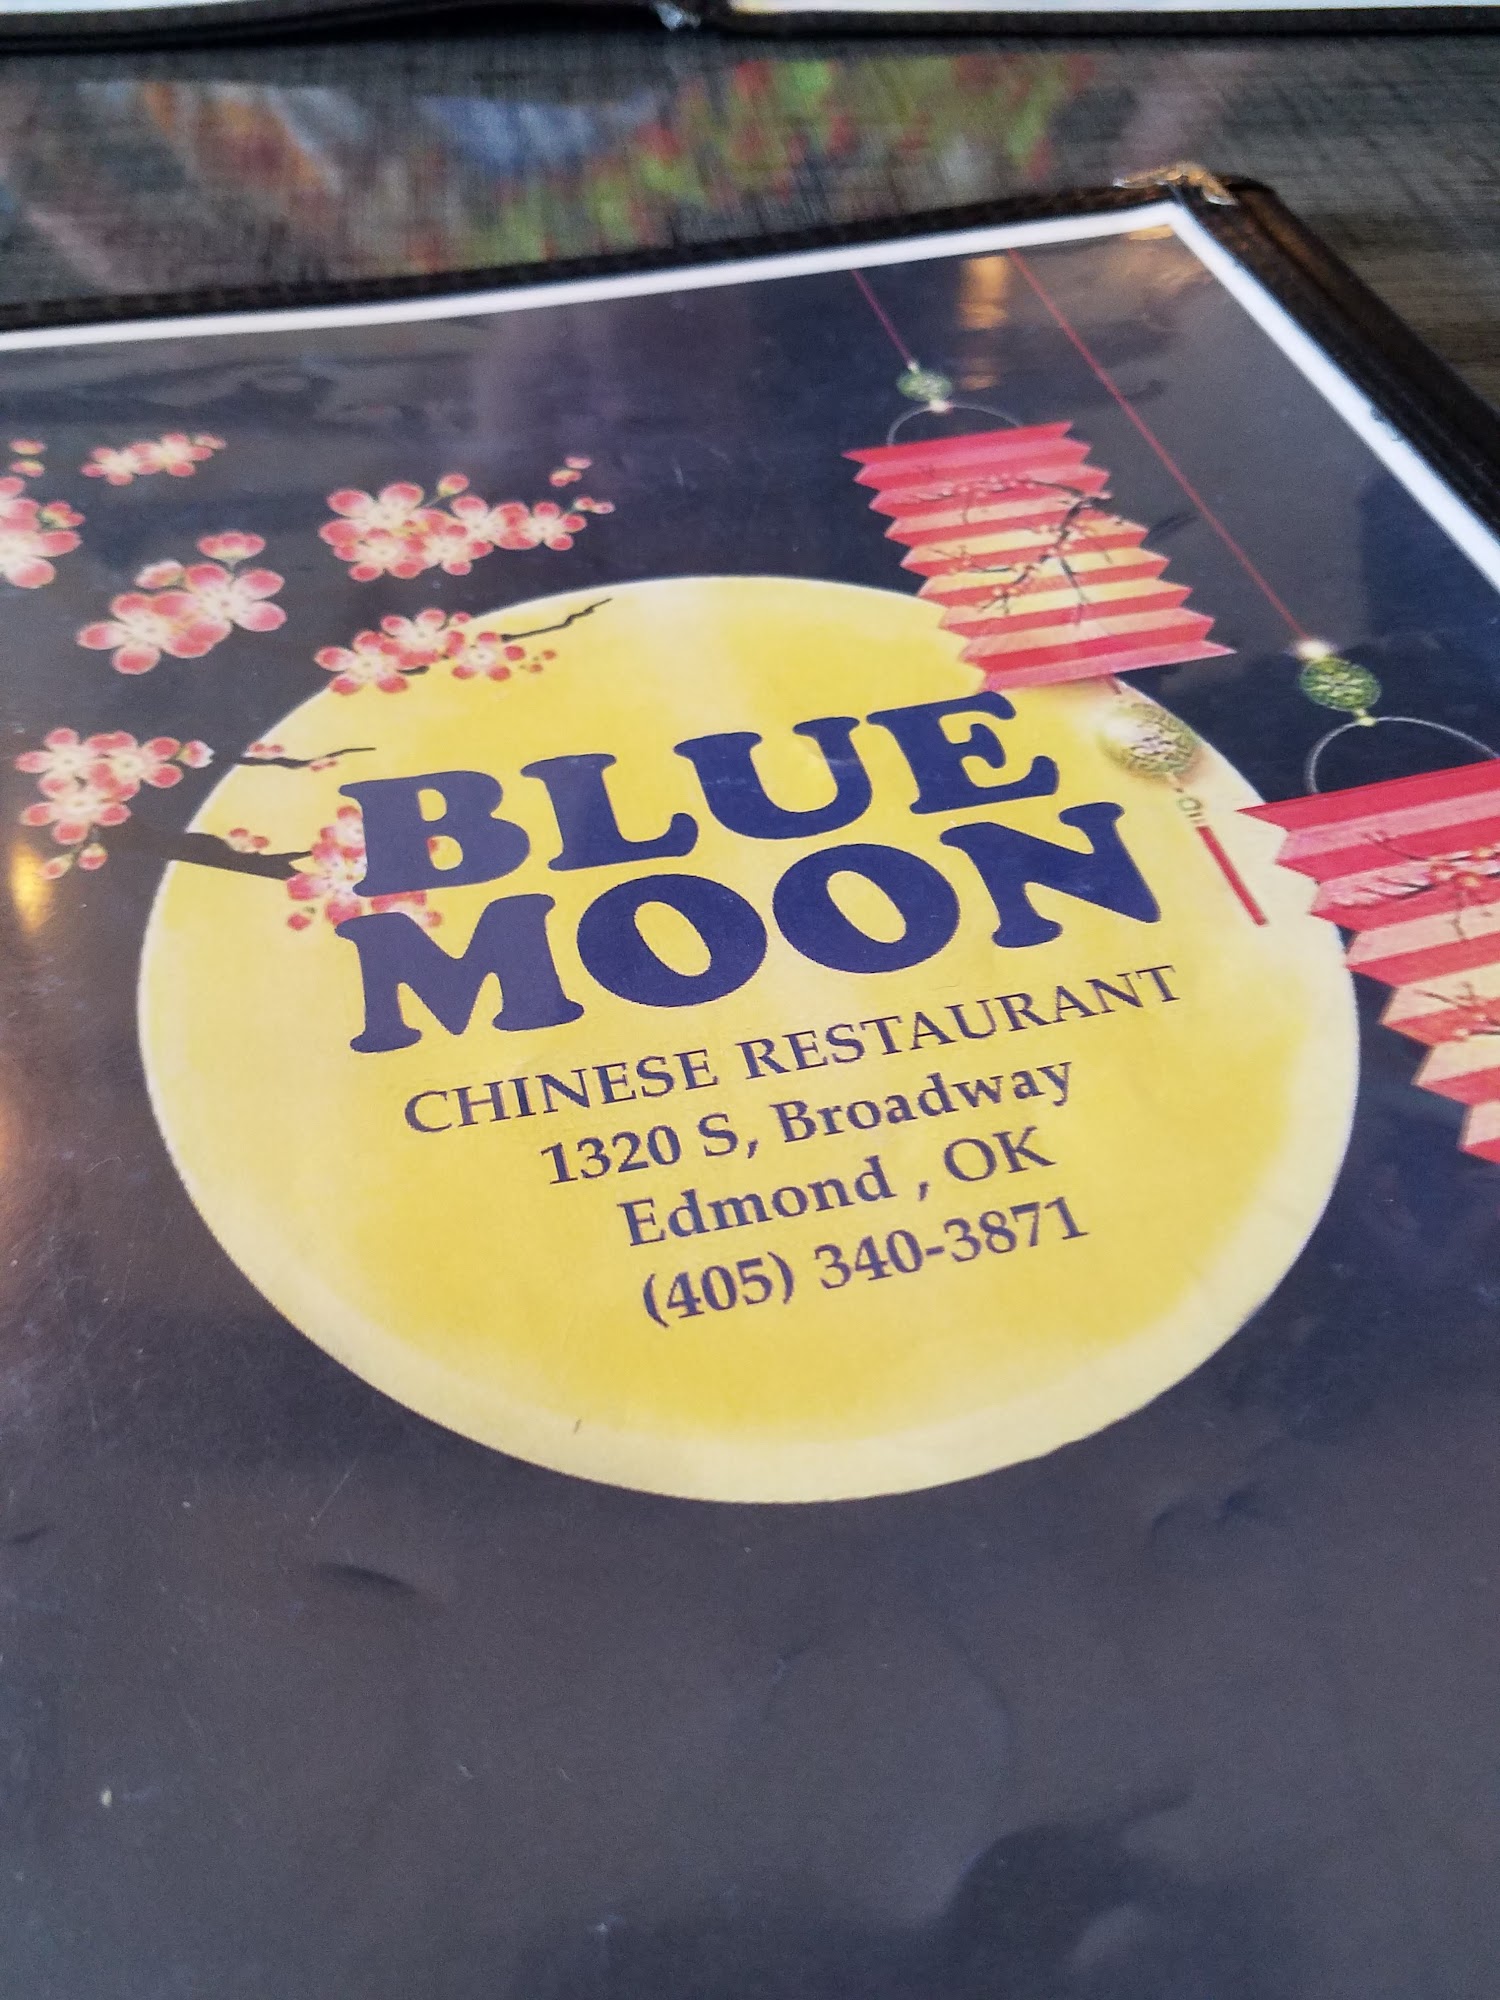 BLUE
MOON
CHINESE RESTAURANT
1320 S, Broadway
Edmond , OK
(405) 340-3871